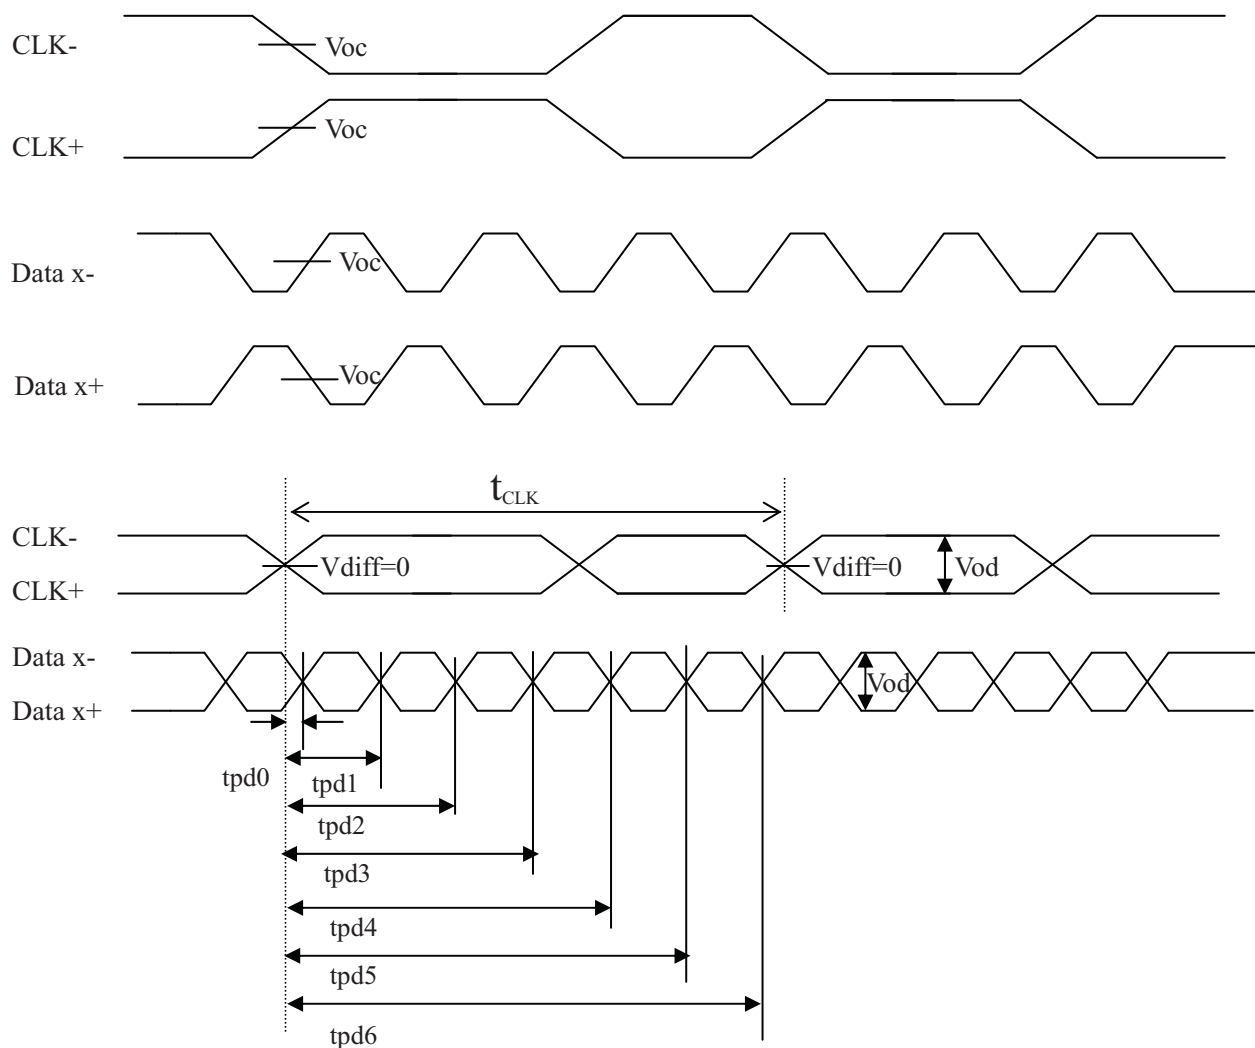 CLK-
Voc
Voc
CLK+
Data x-
Voc
Data x+
Voc
tCLK
CLK-
Vdiff=0
Vdiff=0
Vod
CLK+
Data x-
Vod
Data x+
tpd0
tpd1
tpd2
tpd3
tpd4
tpd5
tpd6